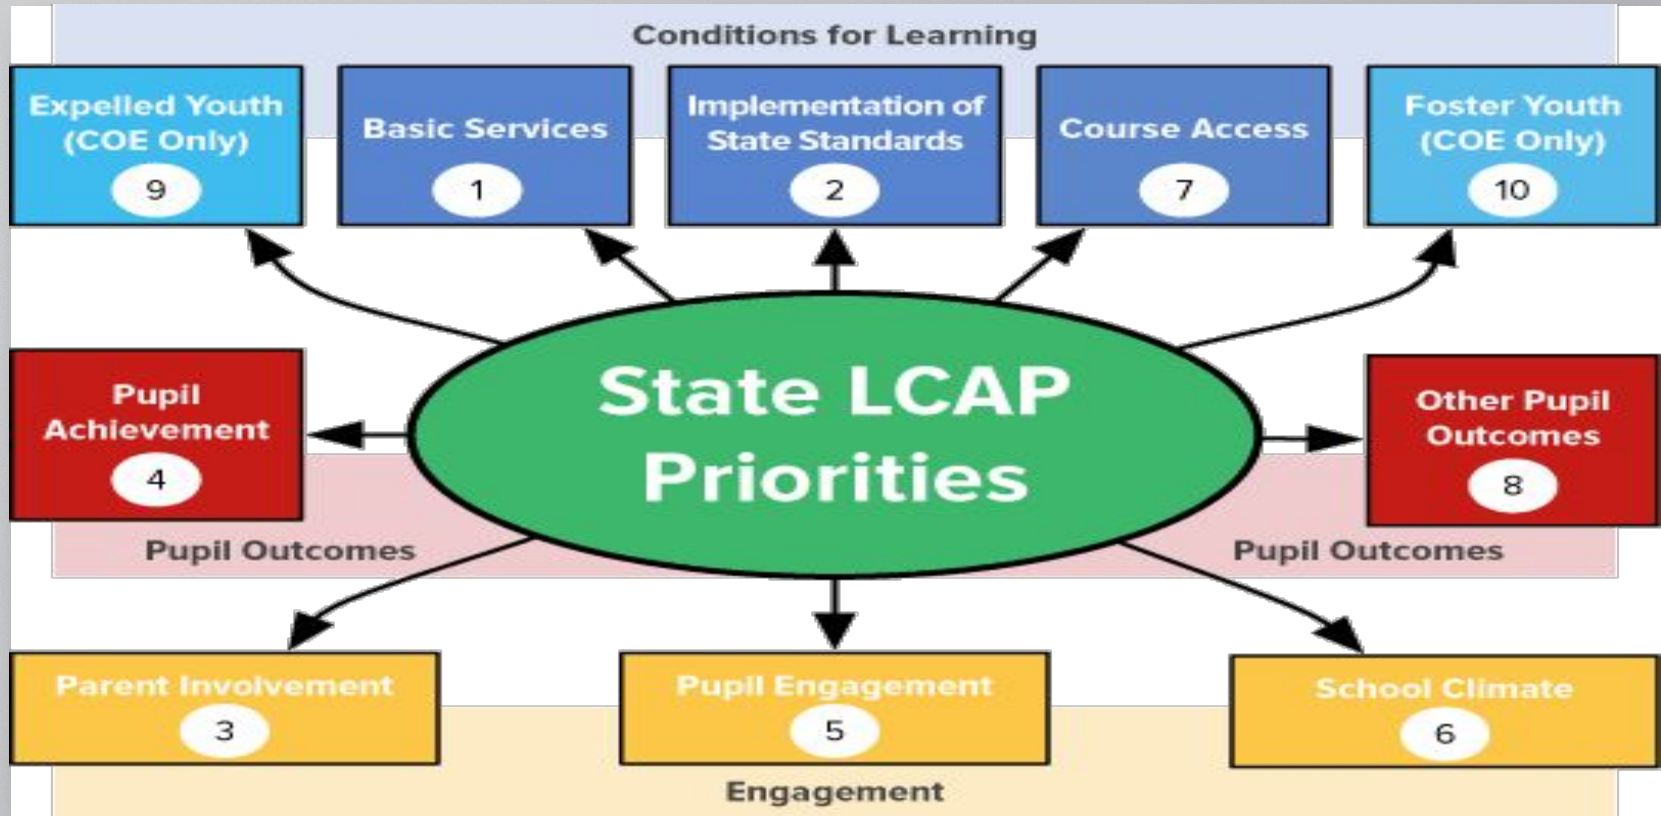 Conditions for Learning
Expelled Youth
(COE Only)
9
Basic Services
1
Implementation of
State Standards
2
Course Access
7
Foster Youth
(COE Only)
10
State LCAP
Priorities
Pupil
Achievement
4
Other Pupil
Outcomes
8
Pupil Outcomes
Pupil Outcomes
Parent Involvement
3
Pupil Engagement
5
School Climate
6
Engagement